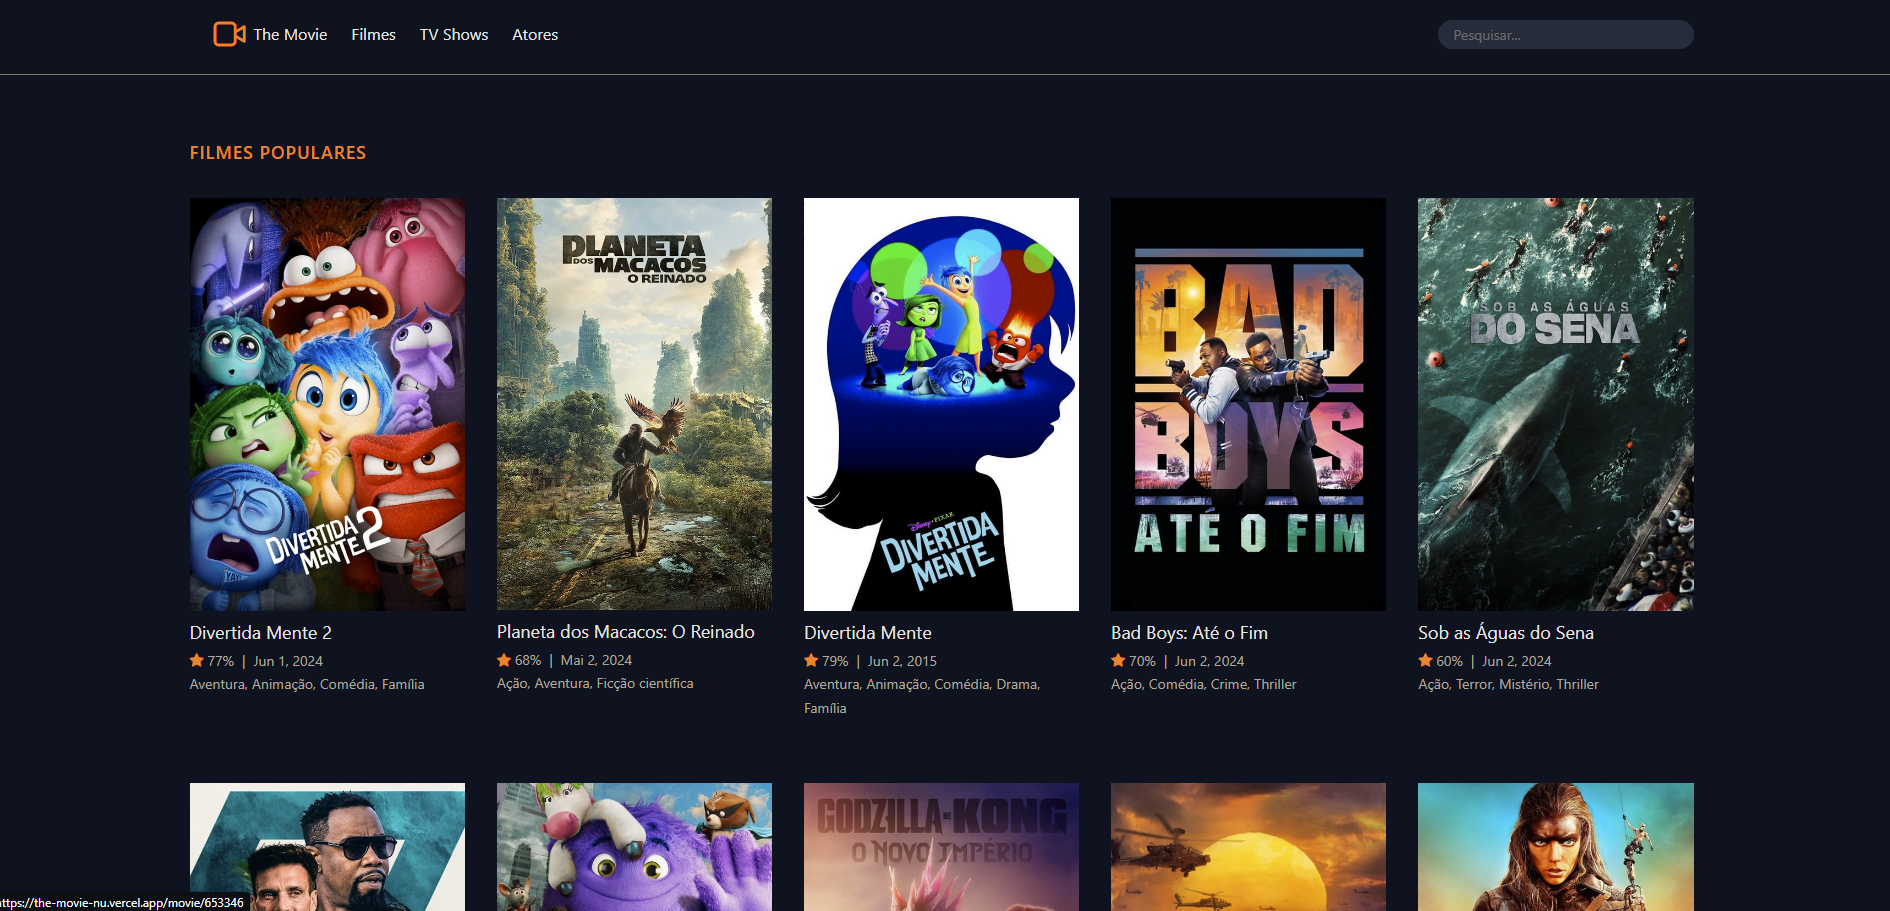 The Movie
Filmes
TV Shows
Atores
Pesquisar...
FILMES POPULARES
DIVERTIDA
MENTE 2
PLANETA
DOS MACACOS
O REINADO
Disney • PIXAR
DIVERTIDA
MENTE
BAD
BOYS
ATÉ O FIM
SOB AS ÁGUAS
DO SENA
Divertida Mente 2
77% | Jun 1, 2024
Aventura, Animação, Comédia, Família
Planeta dos Macacos: O Reinado
68% | Mai 2, 2024
Ação, Aventura, Ficção científica
Divertida Mente
79% | Jun 2, 2015
Aventura, Animação, Comédia, Drama,
Família
Bad Boys: Até o Fim
70% | Jun 2, 2024
Ação, Comédia, Crime, Thriller
Sob as Águas do Sena
60% | Jun 2, 2024
Ação, Terror, Mistério, Thriller
GODZILLA E KONG
O NOVO IMPÉRIO
ttps://the-movie-nu.vercel.app/movie/653346